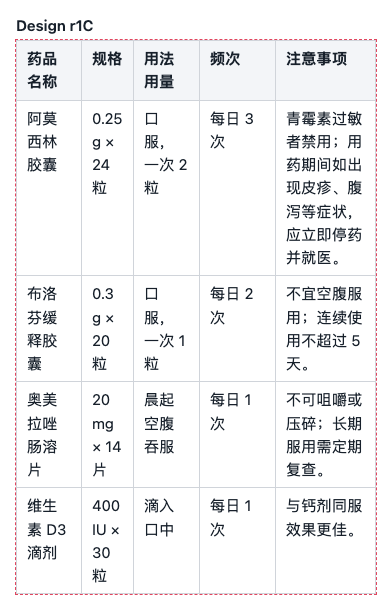 Design r1C
药品名称 规格 用法用量 频次 注意事项
阿莫西林胶囊 0.25 g × 24 粒 口服，一次 2 粒 每日 3 次 青霉素过敏者禁用；用药期间如出现皮疹、腹泻等症状，应立即停药并就医。
布洛芬缓释胶囊 0.3 g × 20 粒 口服，一次 1 粒 每日 2 次 不宜空腹服用；连续使用不超过 5 天。
奥美拉唑肠溶片 20 mg × 14 片 晨起空腹吞服 每日 1 次 不可咀嚼或压碎；长期服用需定期复查。
维生素 D3 滴剂 400 IU × 30 粒 滴入口中 每日 1 次 与钙剂同服效果更佳。